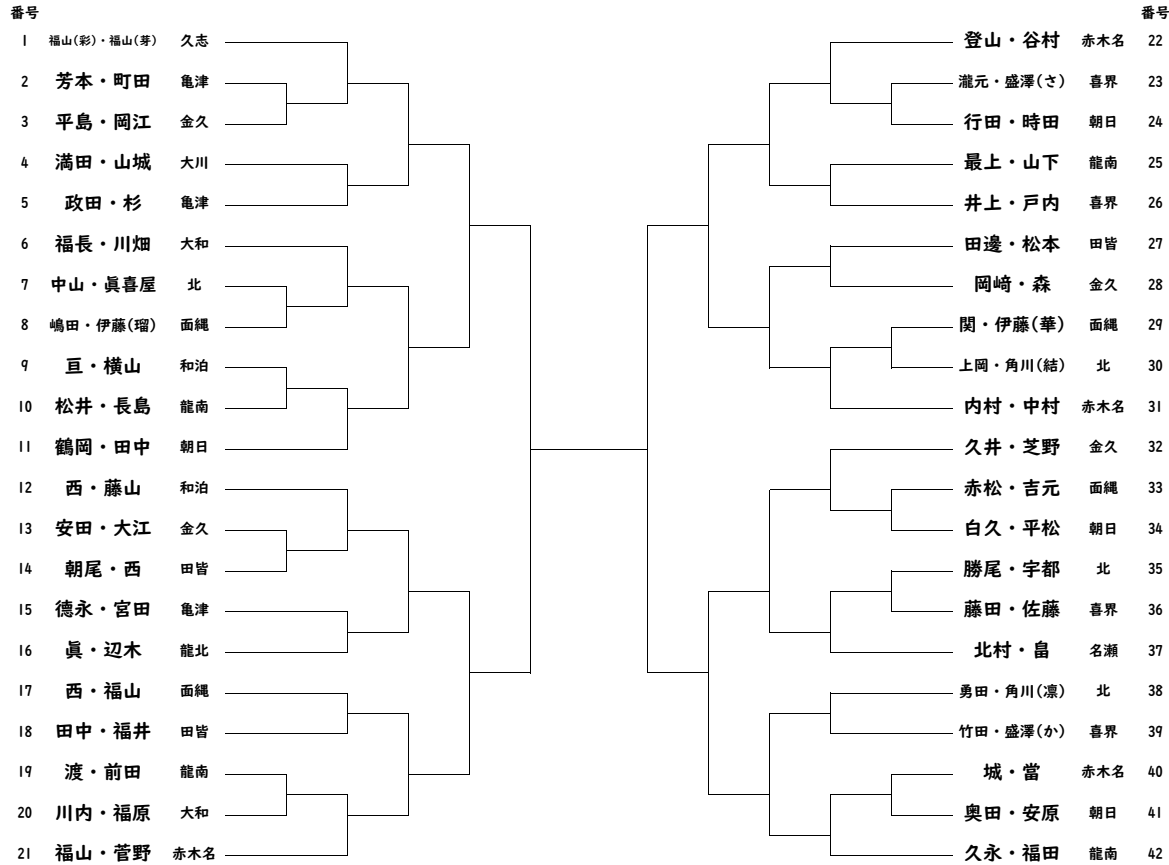 番号 番号
1 福山(彩)・福山(芽) 久志 登山・谷村 赤木名 22
2 芳本・町田 亀津 瀧元・盛澤(さ) 喜界 23
3 平島・岡江 金久 行田・時田 朝日 24
4 満田・山城 大川 最上・山下 龍南 25
5 政田・杉 亀津 井上・戸内 喜界 26
6 福長・川畑 大和 田邊・松本 田皆 27
7 中山・眞喜屋 北 岡﨑・森 金久 28
8 嶋田・伊藤(瑠) 面縄 関・伊藤(華) 面縄 29
9 亘・横山 和泊 上岡・角川(結) 北 30
10 松井・長島 龍南 内村・中村 赤木名 31
11 鶴岡・田中 朝日 久井・芝野 金久 32
12 西・藤山 和泊 赤松・吉元 面縄 33
13 安田・大江 金久 白久・平松 朝日 34
14 朝尾・西 田皆 勝尾・宇都 北 35
15 德永・宮田 亀津 藤田・佐藤 喜界 36
16 眞・辺木 龍北 北村・畠 名瀬 37
17 西・福山 面縄 勇田・角川(凛) 北 38
18 田中・福井 田皆 竹田・盛澤(か) 喜界 39
19 渡・前田 龍南 城・當 赤木名 40
20 川内・福原 大和 奥田・安原 朝日 41
21 福山・菅野 赤木名 久永・福田 龍南 42